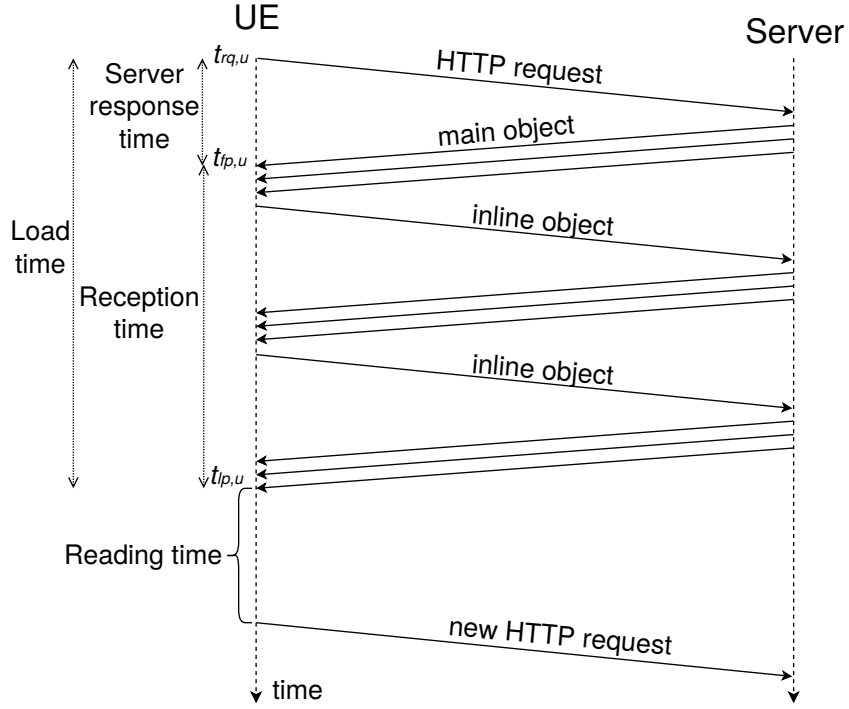 UE
Server
t_rq,u
HTTP request
Server
response
time
main object
t_fp,u
inline object
Load
time
Reception
time
inline object
t_lp,u
Reading time
new HTTP request
time